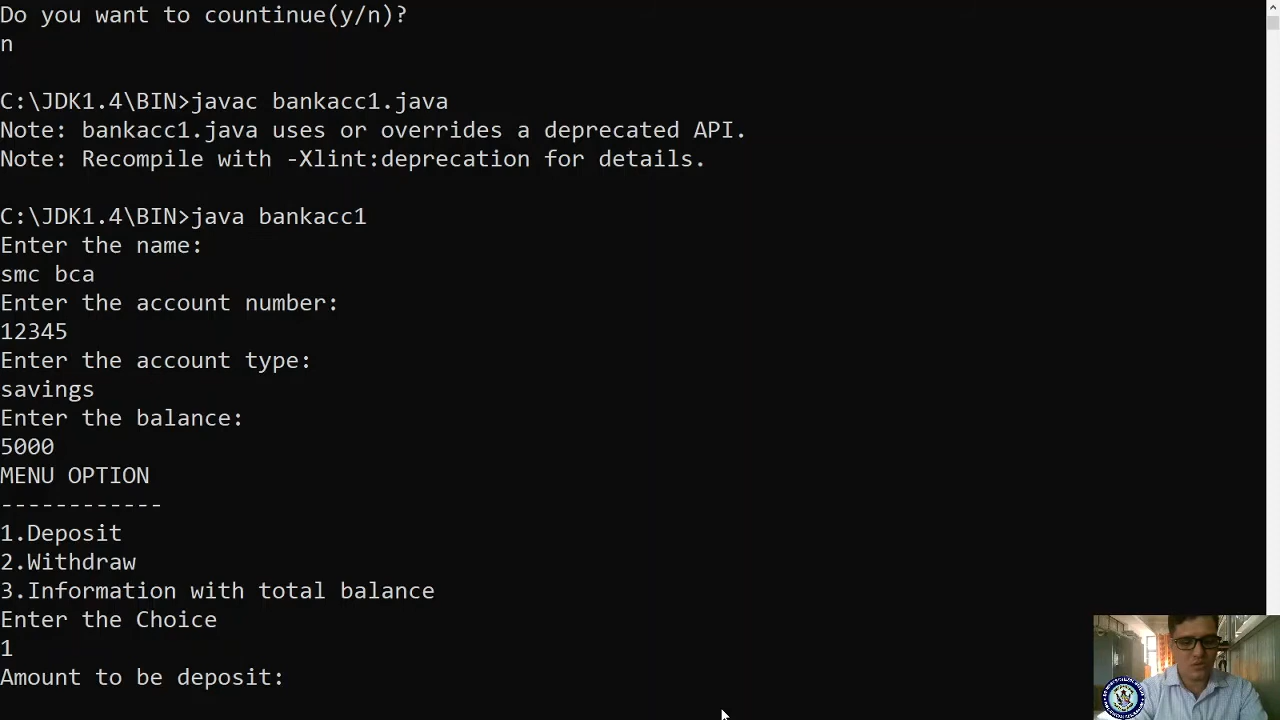 Do you want to countinue(y/n)?
n
C:\JDK1.4\BIN>javac bankacc1.java
Note: bankacc1.java uses or overrides a deprecated API.
Note: Recompile with -Xlint:deprecation for details.
C:\JDK1.4\BIN>java bankacc1
Enter the name:
smc bca
Enter the account number:
12345
Enter the account type:
savings
Enter the balance:
5000
MENU OPTION
------------
1.Deposit
2.Withdraw
3.Information with total balance
Enter the Choice
1
Amount to be deposit: